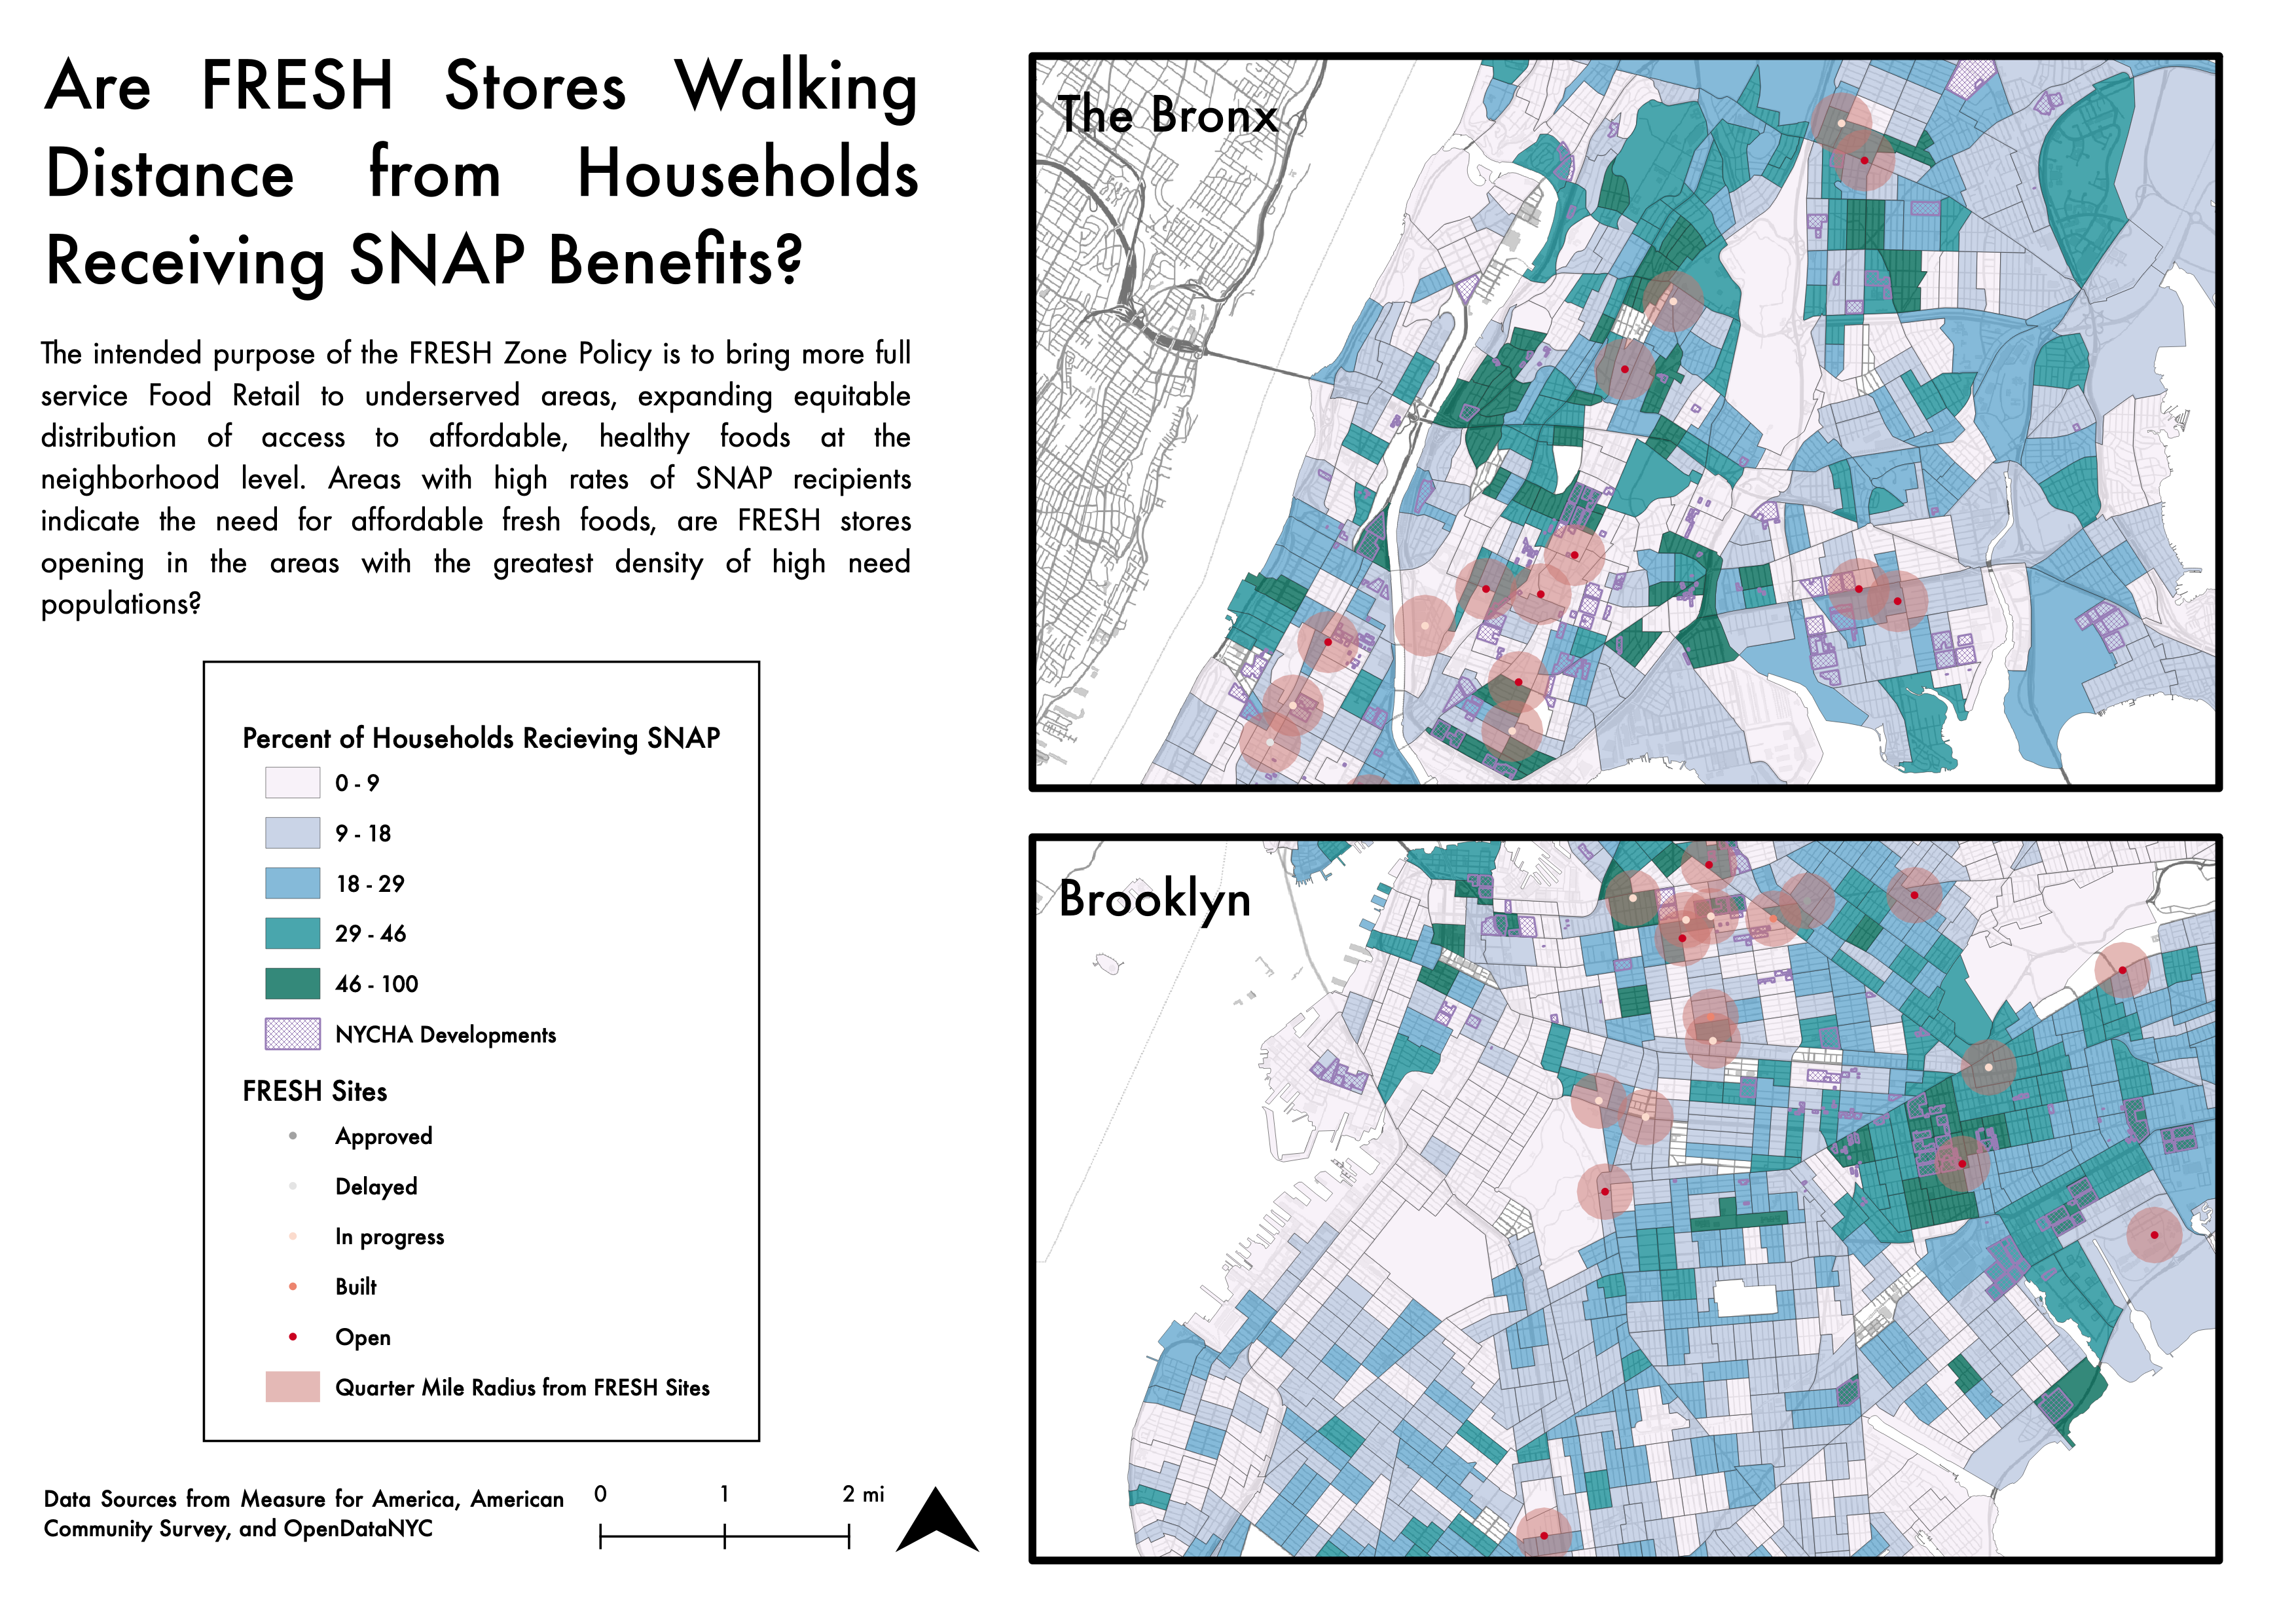 Are FRESH Stores Walking
Distance from Households
Receiving SNAP Benefits?
The intended purpose of the FRESH Zone Policy is to bring more full
service Food Retail to underserved areas, expanding equitable
distribution of access to affordable, healthy foods at the
neighborhood level. Areas with high rates of SNAP recipients
indicate the need for affordable fresh foods, are FRESH stores
opening in the areas with the greatest density of high need
populations?
Percent of Households Recieving SNAP
0 - 9
9 - 18
18 - 29
29 - 46
46 - 100
NYCHA Developments
FRESH Sites
Approved
Delayed
In progress
Built
Open
Quarter Mile Radius from FRESH Sites
Data Sources from Measure for America, American
Community Survey, and OpenDataNYC
0 1 2 mi
The Bronx
Brooklyn